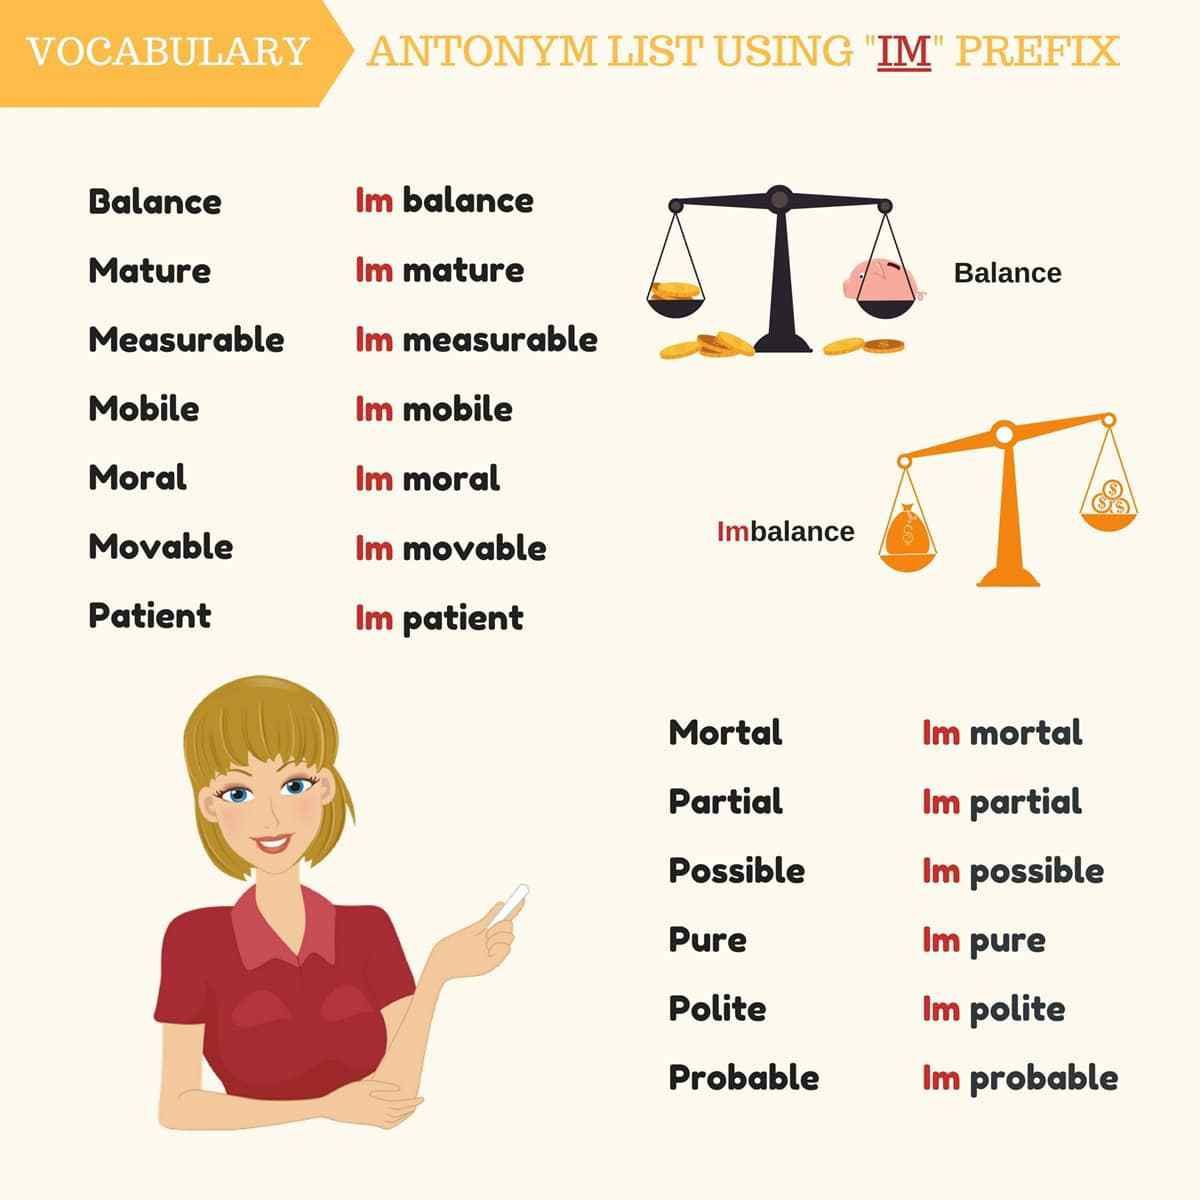 VOCABULARY ANTONYM LIST USING "IM" PREFIX
Balance Im balance
Mature Im mature
Measurable Im measurable
Mobile Im mobile
Moral Im moral
Movable Im movable
Patient Im patient
Balance
Imbalance
Mortal Im mortal
Partial Im partial
Possible Im possible
Pure Im pure
Polite Im polite
Probable Im probable